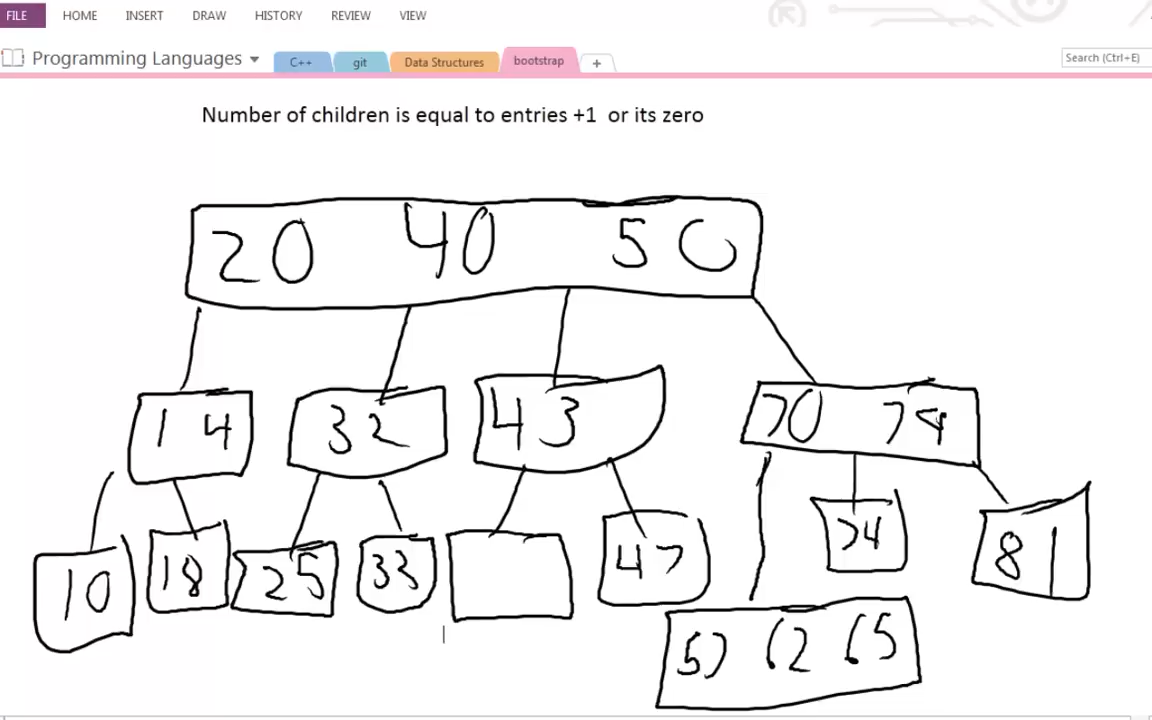 FILE HOME INSERT DRAW HISTORY REVIEW VIEW
Programming Languages C++ git Data Structures bootstrap + Search (Ctrl+E)
Number of children is equal to entries +1 or its zero
20 40 50
14 32 43 70 79
10 18 25 33 47 74 81
57 62 65